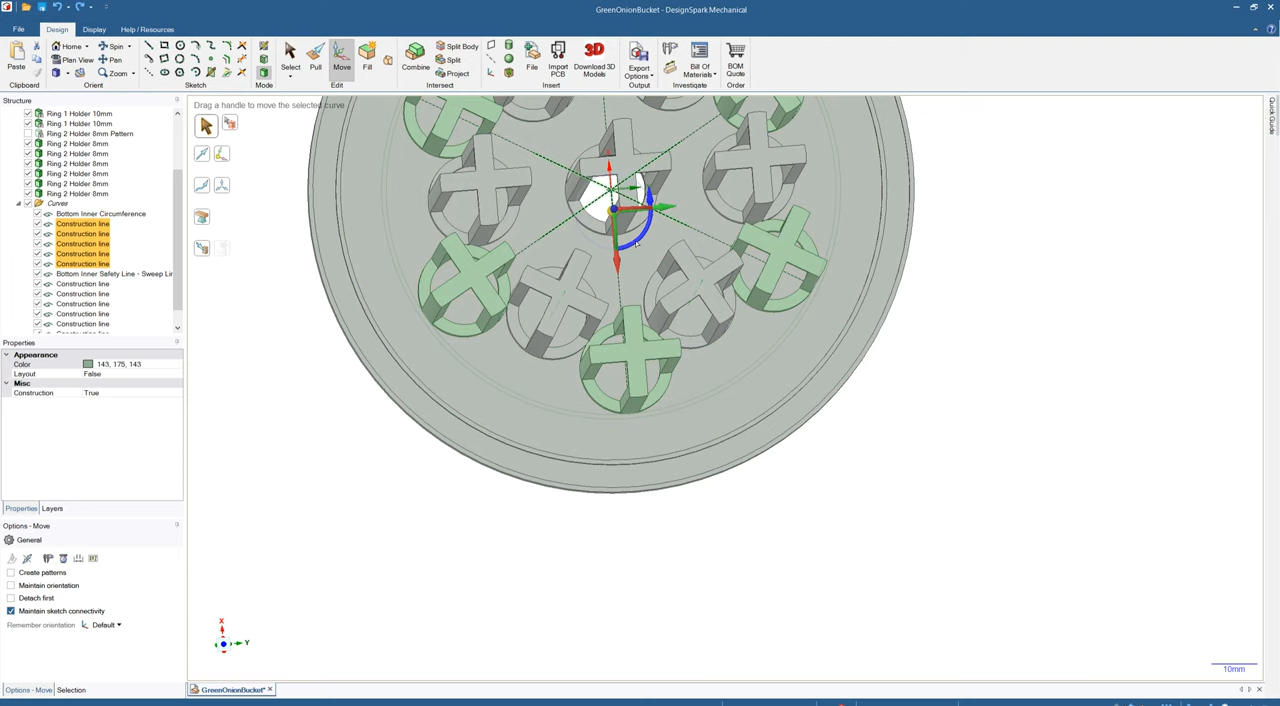 GreenOnionBucket - DesignSpark Mechanical
File Design Display Help / Resources
Paste
Clipboard
Home Spin
Plan View Pan
Zoom
Orient
Sketch
Mode
Select Pull Move Fill
Edit
Combine
Split Body
Split
Project
Intersect
File Import PCB Download 3D Models
Insert
3D
Export Options
Output
Bill Of Materials
Investigate
BOM Quote
Order
Structure
Ring 1 Holder 10mm
Ring 1 Holder 10mm
Ring 2 Holder 8mm Pattern
Ring 2 Holder 8mm
Ring 2 Holder 8mm
Ring 2 Holder 8mm
Ring 2 Holder 8mm
Ring 2 Holder 8mm
Ring 2 Holder 8mm
Curves
Bottom Inner Circumference
Construction line
Construction line
Construction line
Construction line
Construction line
Bottom Inner Safety Line - Sweep Lir
Construction line
Construction line
Construction line
Construction line
Construction line
Properties
Appearance
Color 143, 175, 143
Layout False
Misc
Construction True
Properties Layers
Options - Move
General
Create patterns
Maintain orientation
Detach first
Maintain sketch connectivity
Remember orientation Default
Options - Move Selection
Drag a handle to move the selected curve
Quick Guide
X
Y
10mm
GreenOnionBucket*